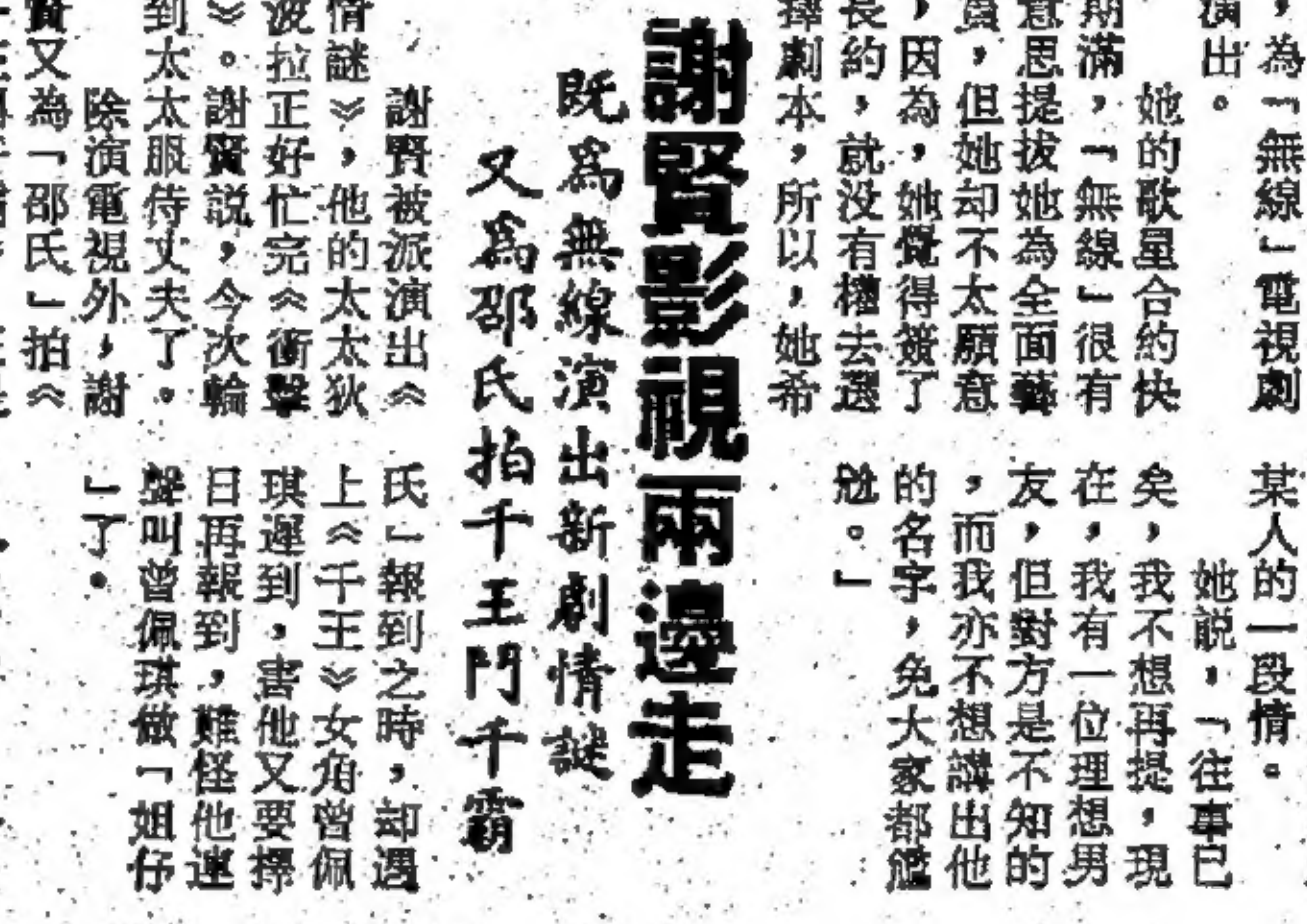 ，為「無線」電視劇
演出。
她的歌星合約快
期滿，「無線」很有
意思提拔她為全面藝
員，但她却不太願意
，因為，她覺得簽了
長約，就没有權去選
擇劇本，所以，她希
某人的一段情。
她説，「往事已
矣，我不想再提，現
在，我有一位理想男
友，但對方是不知的
，而我亦不想講出他
的名字，免大家都尷
尬。」
謝賢影視兩邊走
既爲無線演出新劇情謎
又爲邵氏拍千王鬥千霸
謝賢被派演出《
情謎》，他的太太狄
波拉正好忙完《衝擊
》。謝賢説，今次輪
到太太服侍丈夫了。
除演電視外，謝
賢又為「邵氏」拍《
氏」報到之時，却遇
上《千王》女角曾佩
琪遲到，害他又要擇
日再報到，難怪他連
聲叫曾佩琪做「姐仔
」了。